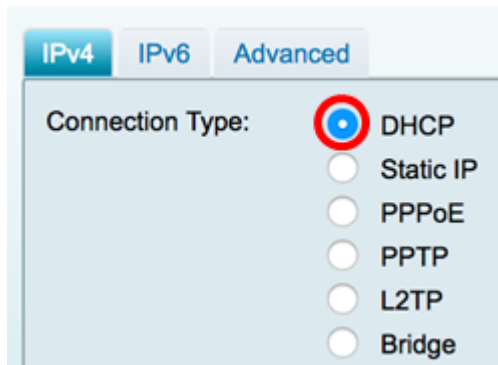 IPv4 IPv6 Advanced
Connection Type: DHCP
Static IP
PPPoE
PPTP
L2TP
Bridge